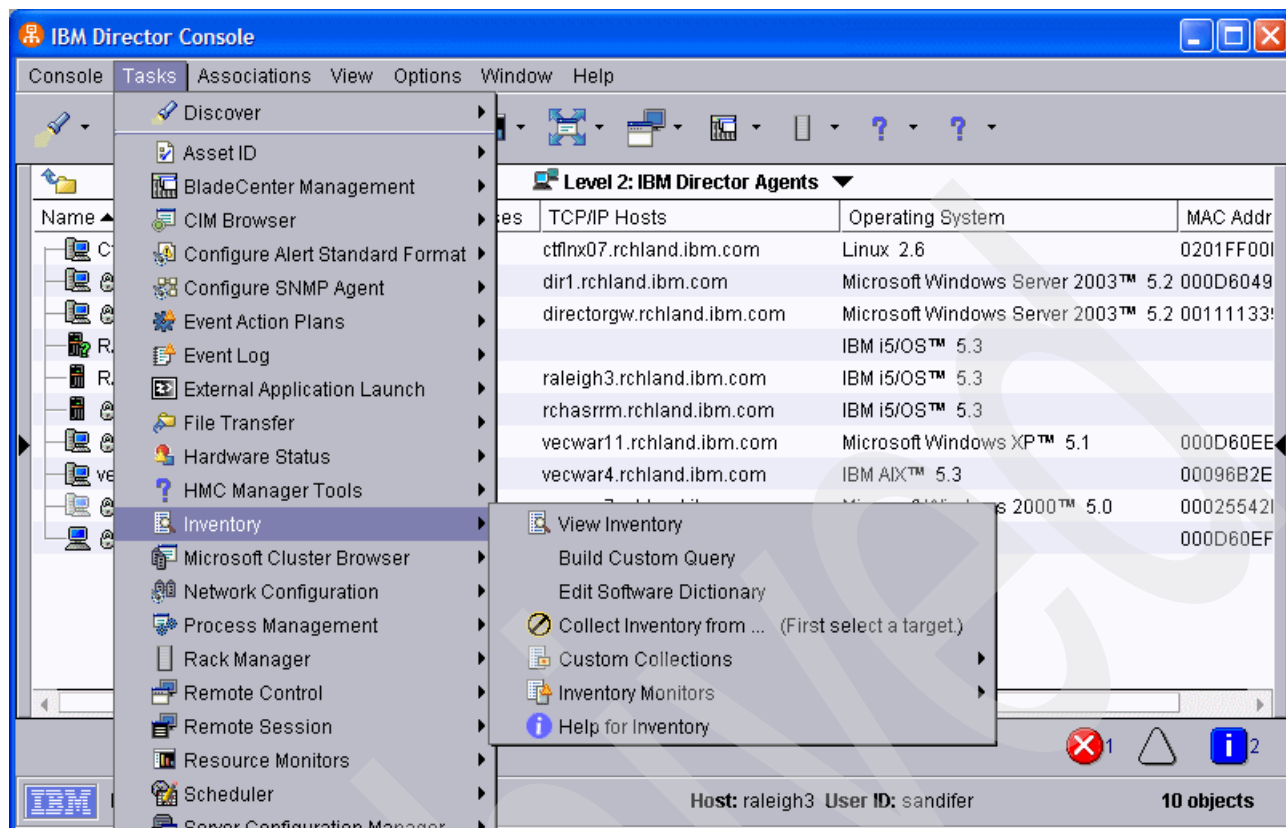 IBM Director Console
Console Tasks Associations View Options Window Help
Discover
Asset ID
BladeCenter Management
CIM Browser
Configure Alert Standard Format
Configure SNMP Agent
Event Action Plans
Event Log
External Application Launch
File Transfer
Hardware Status
HMC Manager Tools
Inventory
Microsoft Cluster Browser
Network Configuration
Process Management
Rack Manager
Remote Control
Remote Session
Resource Monitors
Scheduler
Server Configuration Manager
Level 2: IBM Director Agents
Name TCP/IP Hosts Operating System MAC Addr
ctflnx07.rchland.ibm.com Linux 2.6 0201FF00
dir1.rchland.ibm.com Microsoft Windows Server 2003™ 5.2 000D6049
directorgw.rchland.ibm.com Microsoft Windows Server 2003™ 5.2 00111133
R. IBM i5/OS™ 5.3
R. raleigh3.rchland.ibm.com IBM i5/OS™ 5.3
rchasrrm.rchland.ibm.com IBM i5/OS™ 5.3
vecwar11.rchland.ibm.com Microsoft Windows XP™ 5.1 000D60EE
ve vecwar4.rchland.ibm.com IBM AIX™ 5.3 00096B2E
s 2000™ 5.0 00025542
000D60EF
View Inventory
Build Custom Query
Edit Software Dictionary
Collect Inventory from ... (First select a target.)
Custom Collections
Inventory Monitors
Help for Inventory
1 2
IBM Host: raleigh3 User ID: sandifer 10 objects